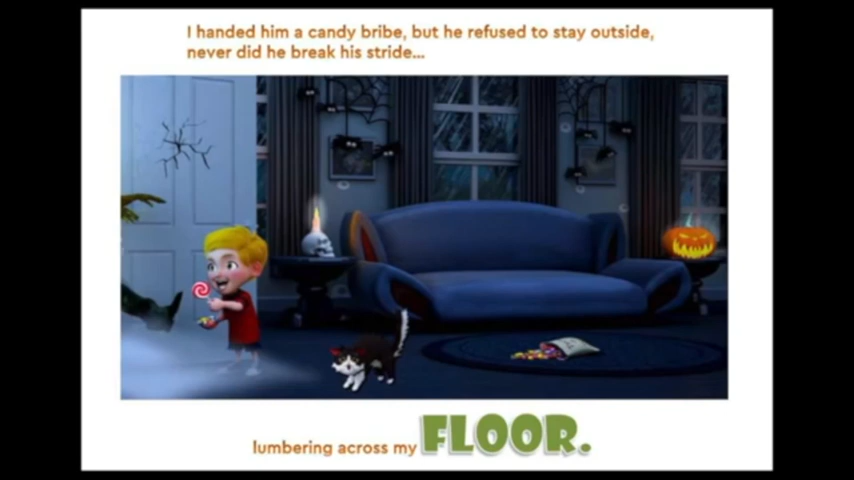 I handed him a candy bribe, but he refused to stay outside,
never did he break his stride...
lumbering across my FLOOR.